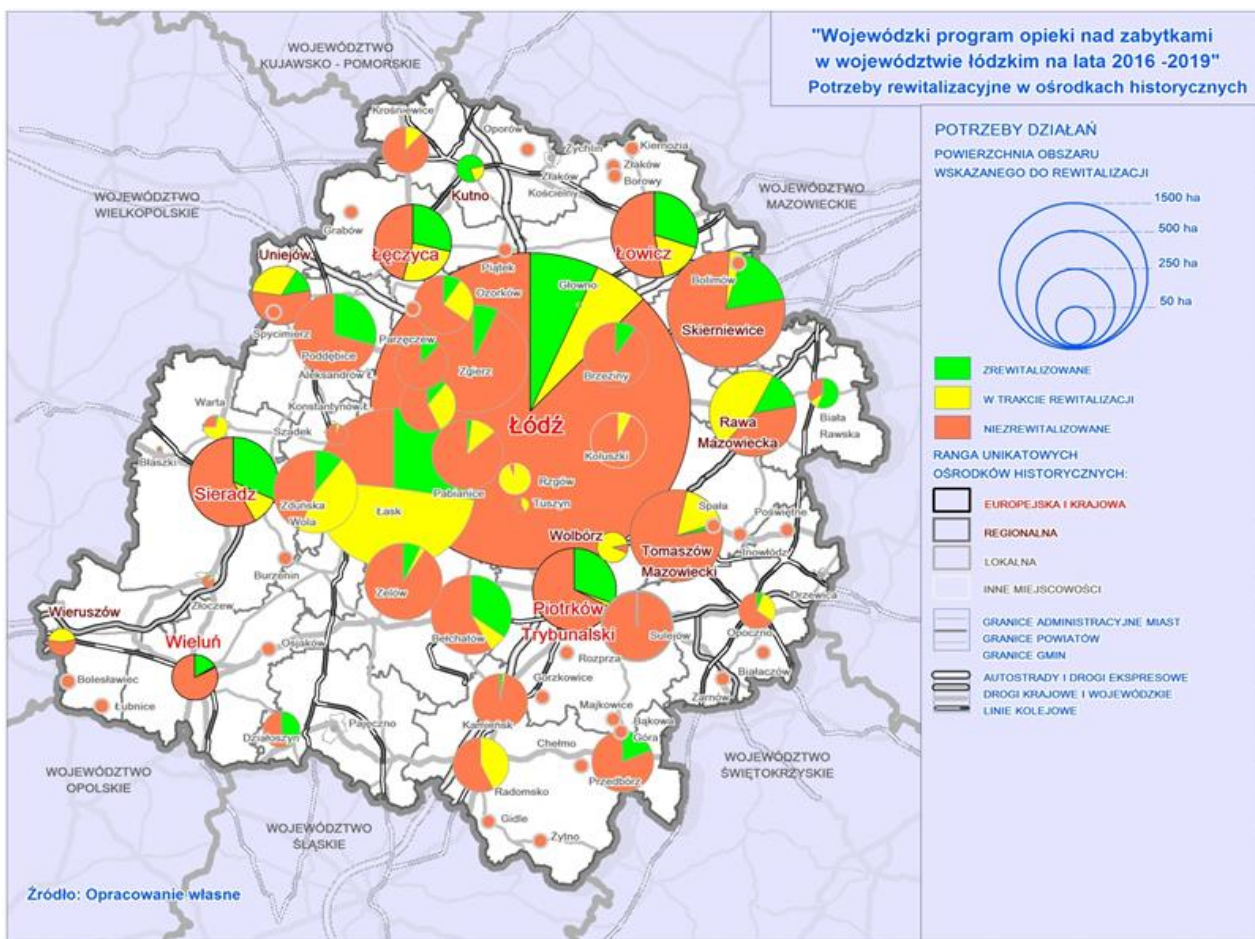 "Wojewódzki program opieki nad zabytkami
w województwie łódzkim na lata 2016 -2019"
Potrzeby rewitalizacyjne w ośrodkach historycznych
WOJEWÓDZTWO
KUJAWSKO - POMORSKIE
WOJEWÓDZTWO
WIELKOPOLSKIE
WOJEWÓDZTWO
MAZOWIECKIE
Krośniewice
Oporów
Żychlin
Kiernozia
Złaków
Borowy
Złaków
Kościelny
Kutno
Grabów
Łęczyca
Łowicz
Piątek
Uniejów
Ozorków
Głowno
Bolimów
Skierniewice
Spycimierz
Poddębice
Parzęczew
Zgierz
Brzeziny
Aleksandrów Ł.
Konstantynów Ł.
Łódź
Warta
Szadek
Rawa
Mazowiecka
Biała
Rawska
Koluszki
Błaszki
Sieradz
Pabianice
Rzgów
Tuszyn
Zduńska
Wola
Łask
Spała
Poświętne
Wolbórz
Tomaszów
Mazowiecki
Inowłódz
Burzenin
Zelów
Złoczew
Drzewica
Wieruszów
Wieluń
Osjaków
Bełchatów
Piotrków
Trybunalski
Sulejów
Opoczno
Bolesławiec
Łubnice
Rozprza
Białaczów
Gorzkowice
Żarnów
Działoszyn
Pajęczno
Kamieńsk
Majkowice
Bąkowa
Góra
Chełmo
Przedbórz
Radomsko
Gidle
Żytno
WOJEWÓDZTWO
OPOLSKIE
WOJEWÓDZTWO
ŚLĄSKIE
WOJEWÓDZTWO
ŚWIĘTOKRZYSKIE
Źródło: Opracowanie własne
POTRZEBY DZIAŁAŃ
POWIERZCHNIA OBSZARU
WSKAZANEGO DO REWITALIZACJI
1500 ha
500 ha
250 ha
50 ha
ZREWITALIZOWANE
W TRAKCIE REWITALIZACJI
NIEZREWITALIZOWANE
RANGA UNIKATOWYCH
OŚRODKÓW HISTORYCZNYCH:
EUROPEJSKA I KRAJOWA
REGIONALNA
LOKALNA
INNE MIEJSCOWOŚCI
GRANICE ADMINISTRACYJNE MIAST
GRANICE POWIATÓW
GRANICE GMIN
AUTOSTRADY I DROGI EKSPRESOWE
DROGI KRAJOWE I WOJEWÓDZKIE
LINIE KOLEJOWE